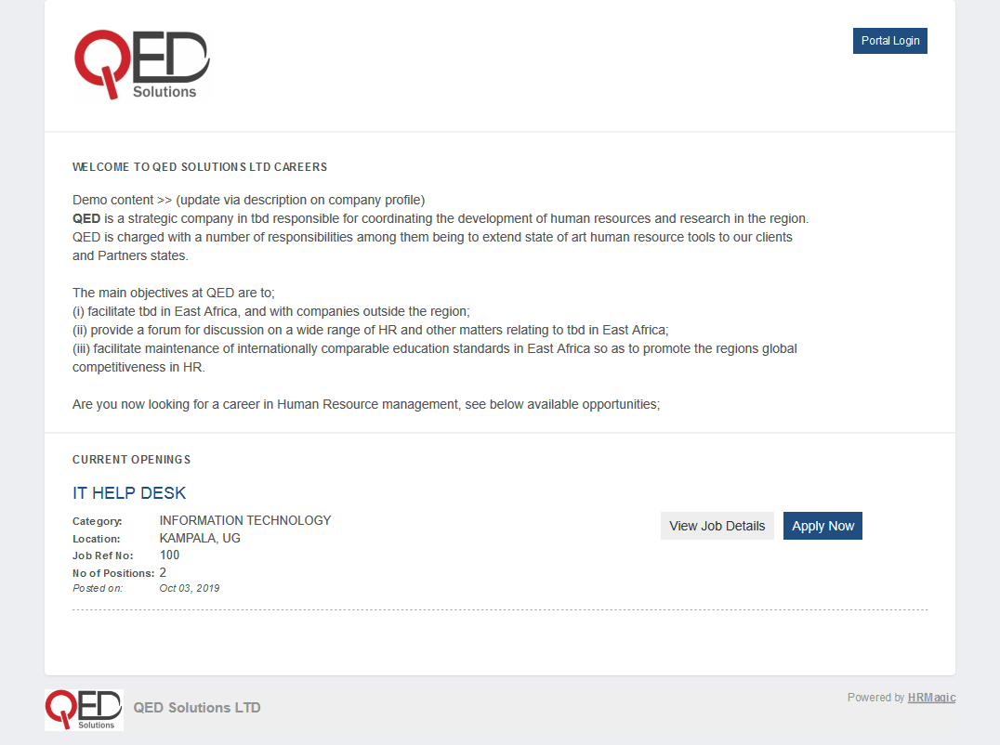 QED
Solutions
Portal Login
WELCOME TO QED SOLUTIONS LTD CAREERS
Demo content >> (update via description on company profile)
QED is a strategic company in tbd responsible for coordinating the development of human resources and research in the region.
QED is charged with a number of responsibilities among them being to extend state of art human resource tools to our clients
and Partners states.
The main objectives at QED are to;
(i) facilitate tbd in East Africa, and with companies outside the region;
(ii) provide a forum for discussion on a wide range of HR and other matters relating to tbd in East Africa;
(iii) facilitate maintenance of internationally comparable education standards in East Africa so as to promote the regions global
competitiveness in HR.
Are you now looking for a career in Human Resource management, see below available opportunities;
CURRENT OPENINGS
IT HELP DESK
Category: INFORMATION TECHNOLOGY
Location: KAMPALA, UG
Job Ref No: 100
No of Positions: 2
Posted on: Oct 03, 2019
View Job Details
Apply Now
QED
Solutions
QED Solutions LTD
Powered by HRMagic